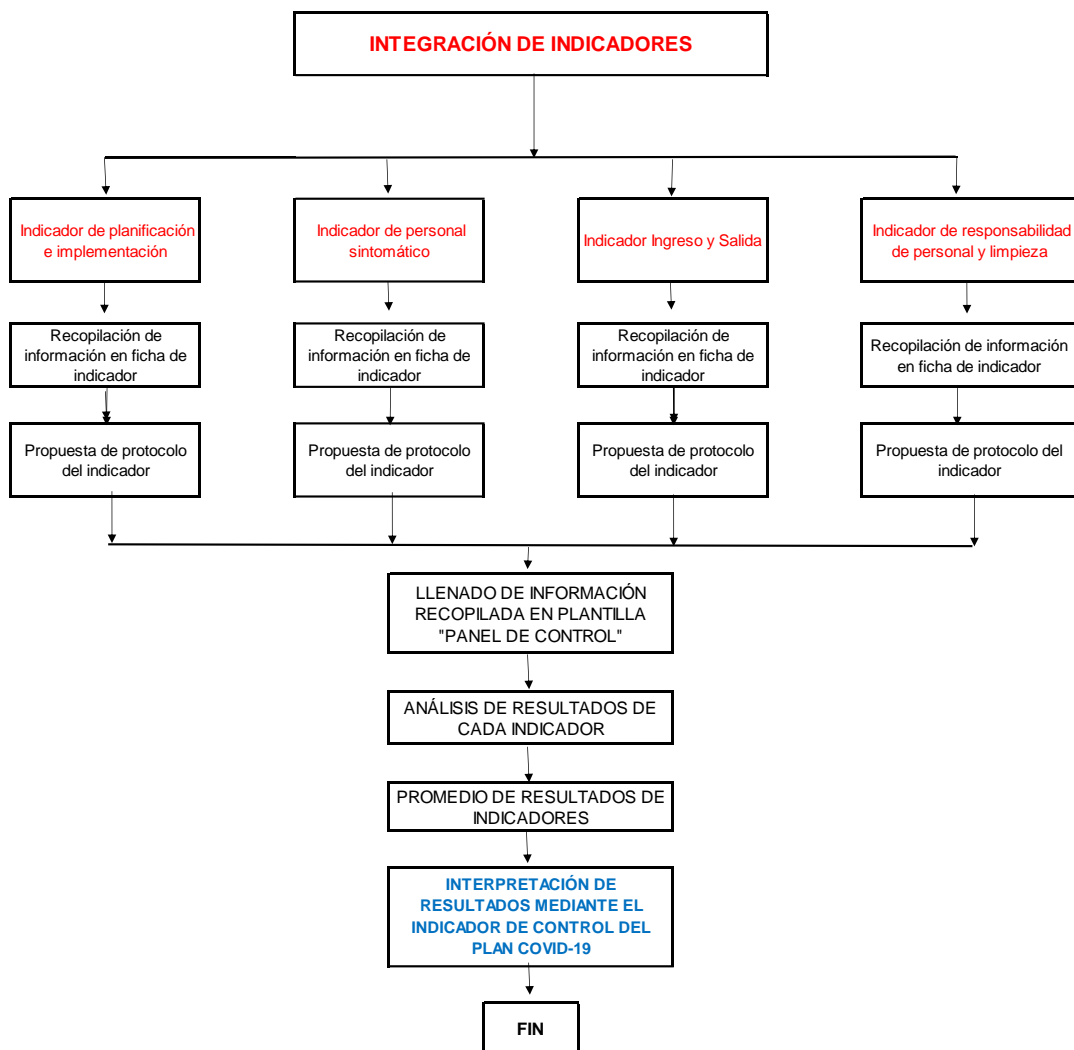 INTEGRACIÓN DE INDICADORES
Indicador de planificación
e implementación
Indicador de personal
sintomático
Indicador Ingreso y Salida
Indicador de responsabilidad
de personal y limpieza
Recopilación de
información en ficha de
indicador
Recopilación de
información en ficha de
indicador
Recopilación de
información en ficha de
indicador
Recopilación de información
en ficha de indicador
Propuesta de protocolo
del indicador
Propuesta de protocolo
del indicador
Propuesta de protocolo
del indicador
Propuesta de protocolo del
indicador
LLENADO DE INFORMACIÓN
RECOPILADA EN PLANTILLA
"PANEL DE CONTROL"
ANÁLISIS DE RESULTADOS DE
CADA INDICADOR
PROMEDIO DE RESULTADOS DE
INDICADORES
INTERPRETACIÓN DE
RESULTADOS MEDIANTE EL
INDICADOR DE CONTROL DEL
PLAN COVID-19
FIN